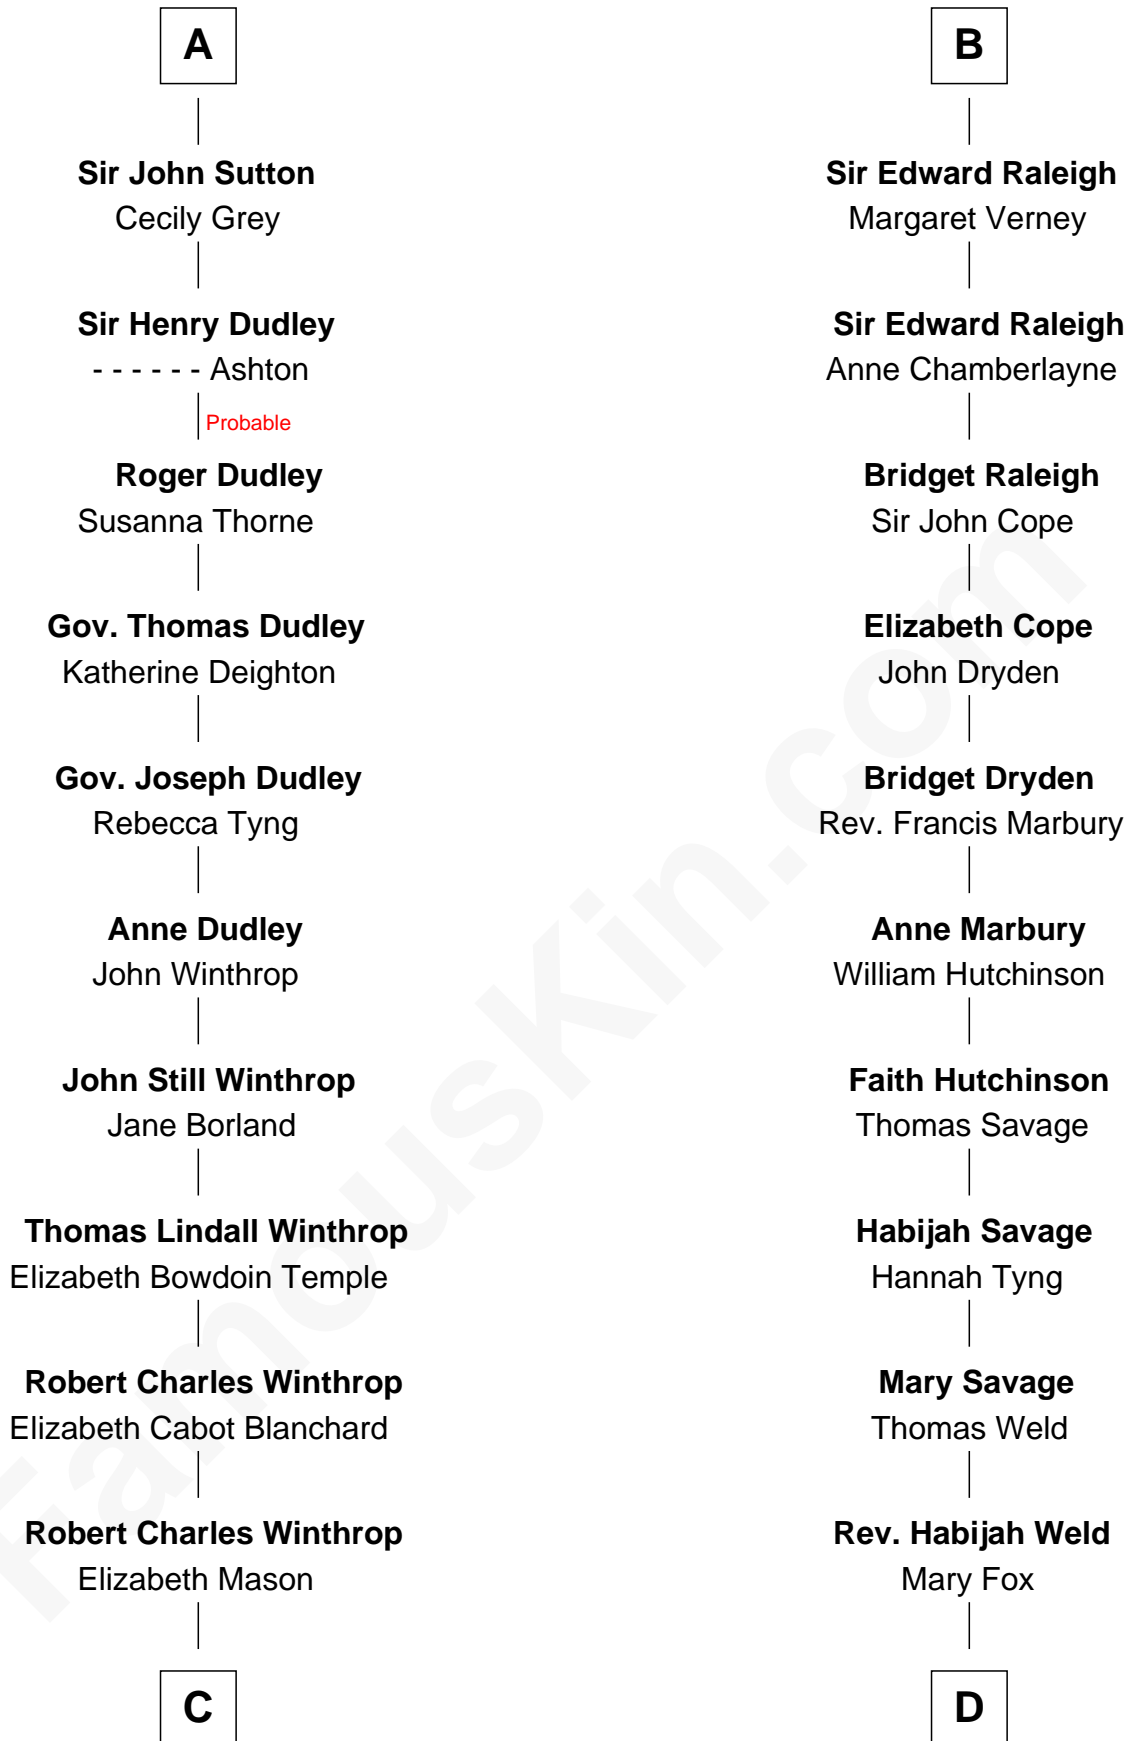 A
Sir John Sutton
Cecily Grey
Sir Henry Dudley
- - - - - - Ashton
Probable
Roger Dudley
Susanna Thorne
Gov. Thomas Dudley
Katherine Deighton
Gov. Joseph Dudley
Rebecca Tyng
Anne Dudley
John Winthrop
John Still Winthrop
Jane Borland
Thomas Lindall Winthrop
Elizabeth Bowdoin Temple
Robert Charles Winthrop
Elizabeth Cabot Blanchard
Robert Charles Winthrop
Elizabeth Mason
C
B
Sir Edward Raleigh
Margaret Verney
Sir Edward Raleigh
Anne Chamberlayne
Bridget Raleigh
Sir John Cope
Elizabeth Cope
John Dryden
Bridget Dryden
Rev. Francis Marbury
Anne Marbury
William Hutchinson
Faith Hutchinson
Thomas Savage
Habijah Savage
Hannah Tyng
Mary Savage
Thomas Weld
Rev. Habijah Weld
Mary Fox
D
FamousKin.com